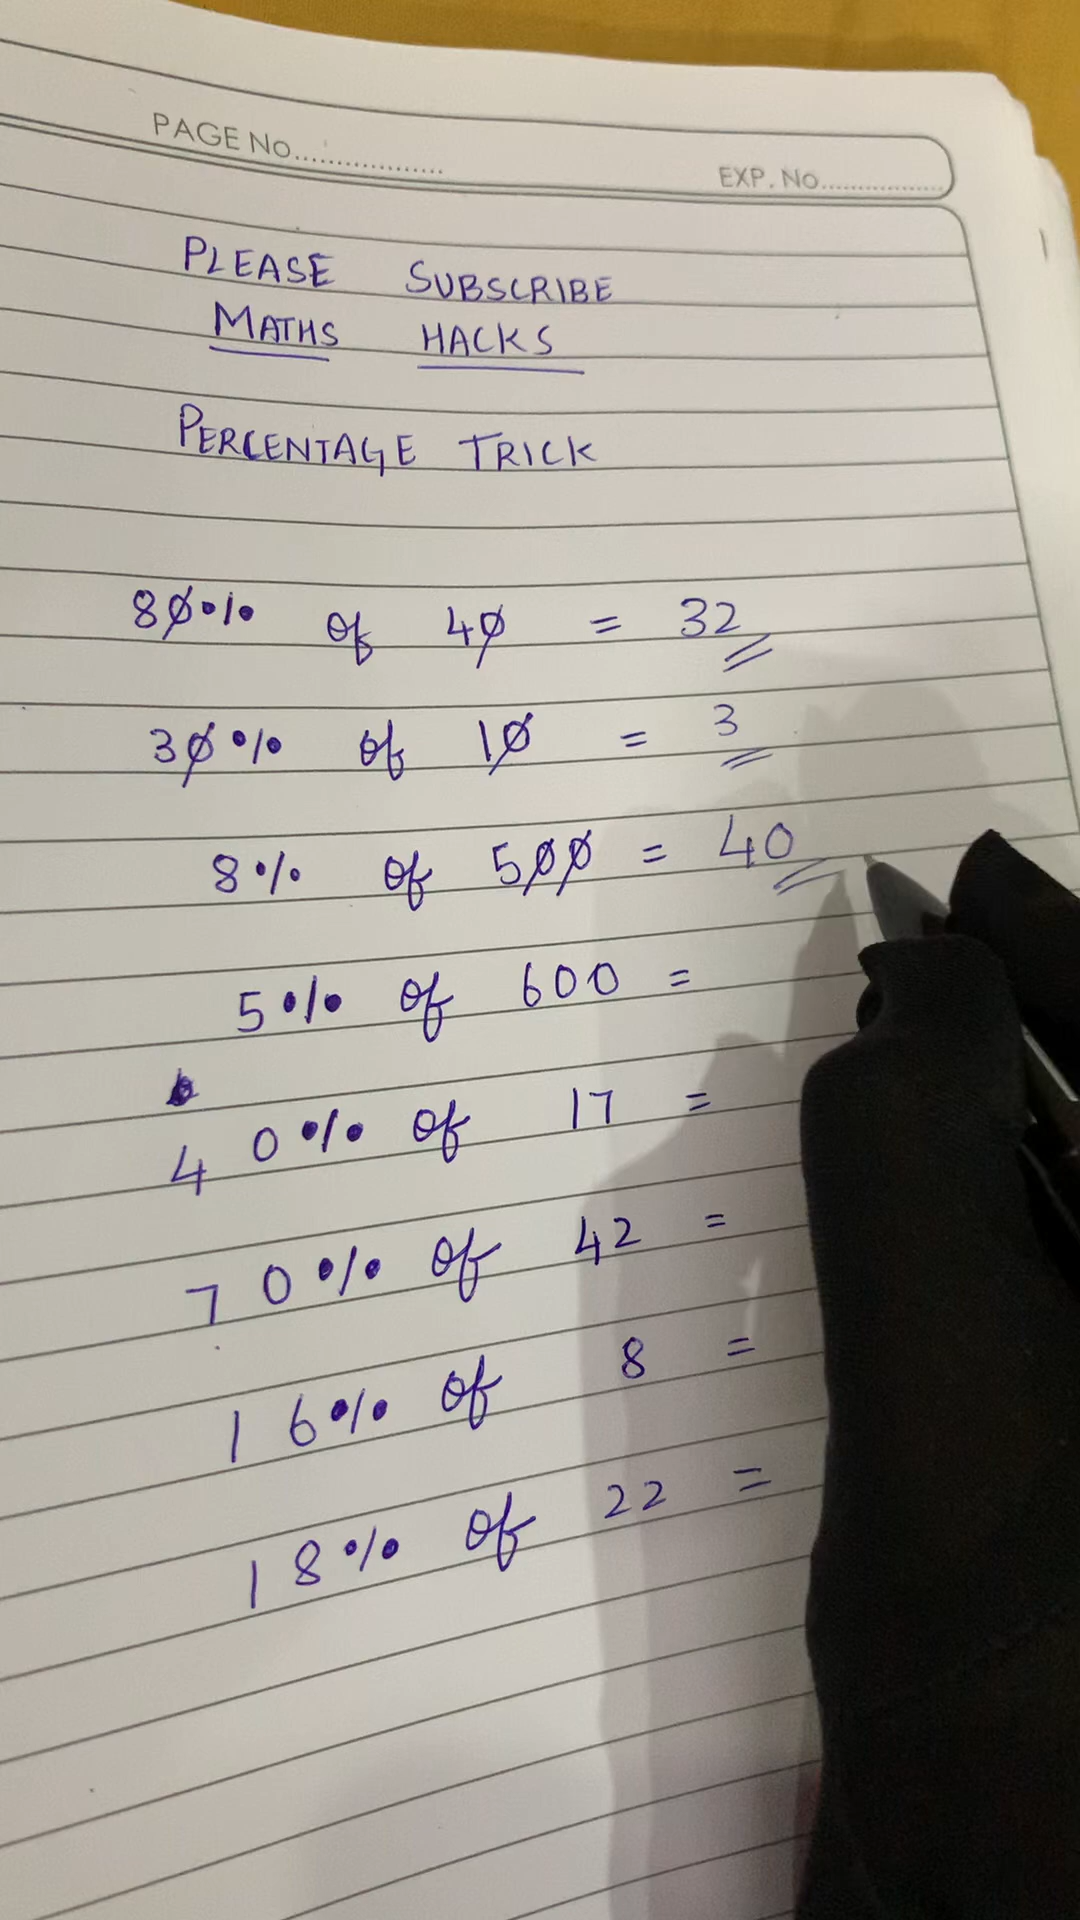 PAGE No.....................
EXP. No..................
PLEASE SUBSCRIBE
MATHS HACKS
PERCENTAGE TRICK
80% of 40 = 32
30% of 10 = 3
8% of 500 = 40
5% of 600 =
40% of 17 =
70% of 42 =
16% of 8 =
18% of 22 =